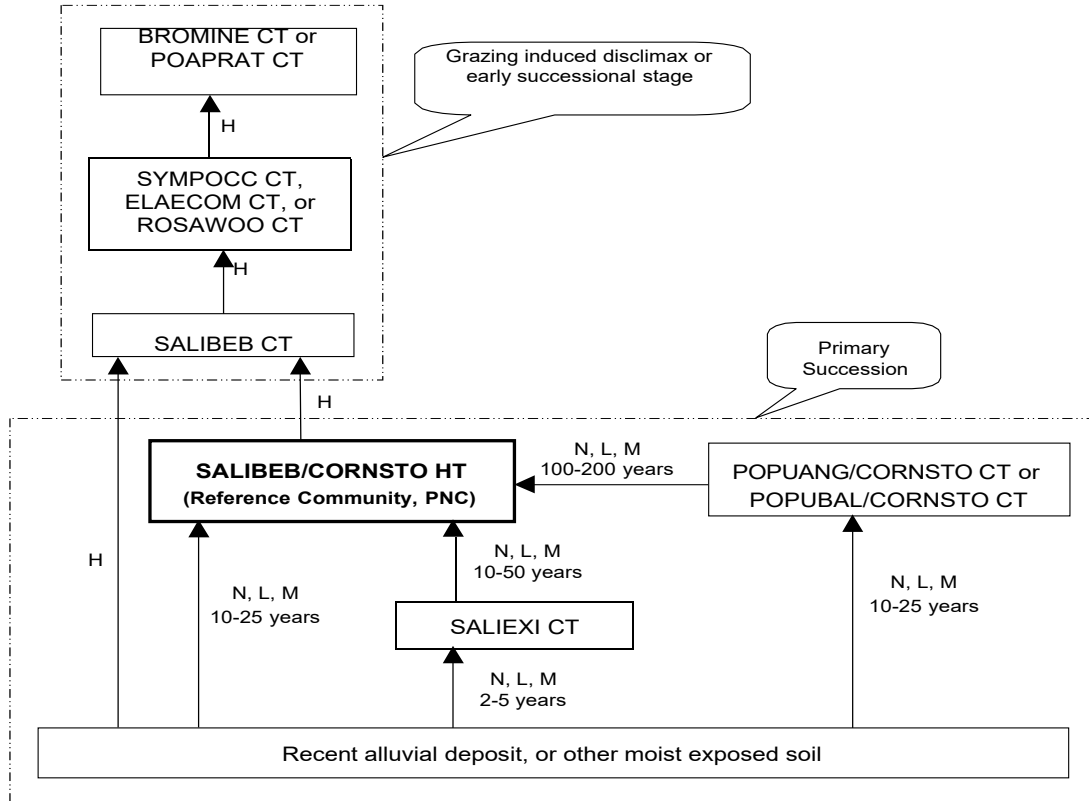 BROMINE CT or
POAPRAT CT
Grazing induced disclimax or
early successional stage
H
SYMPOCC CT,
ELAECOM CT, or
ROSAWOO CT
H
SALIBEB CT
Primary
Succession
H
SALIBEB/CORNSTO HT
(Reference Community, PNC)
N, L, M
100-200 years
POPUANG/CORNSTO CT or
POPUBAL/CORNSTO CT
H
N, L, M
10-25 years
N, L, M
10-50 years
N, L, M
10-25 years
SALIEXI CT
N, L, M
2-5 years
Recent alluvial deposit, or other moist exposed soil